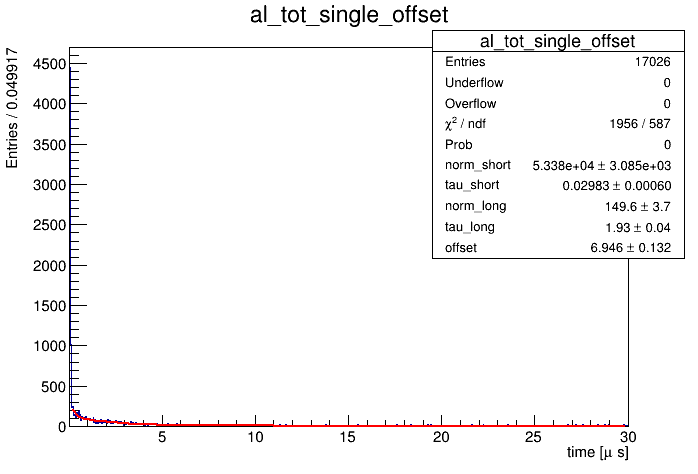 al_tot_single_offset
al_tot_single_offset
Entries 17026
Underflow 0
Overflow 0
χ² / ndf 1956 / 587
Prob 0
norm_short 5.338e+04 ± 3.085e+03
tau_short 0.02983 ± 0.00060
norm_long 149.6 ± 3.7
tau_long 1.93 ± 0.04
offset 6.946 ± 0.132
Entries / 0.049917
4500
4000
3500
3000
2500
2000
1500
1000
500
0
5 10 15 20 25 30
time [μ s]